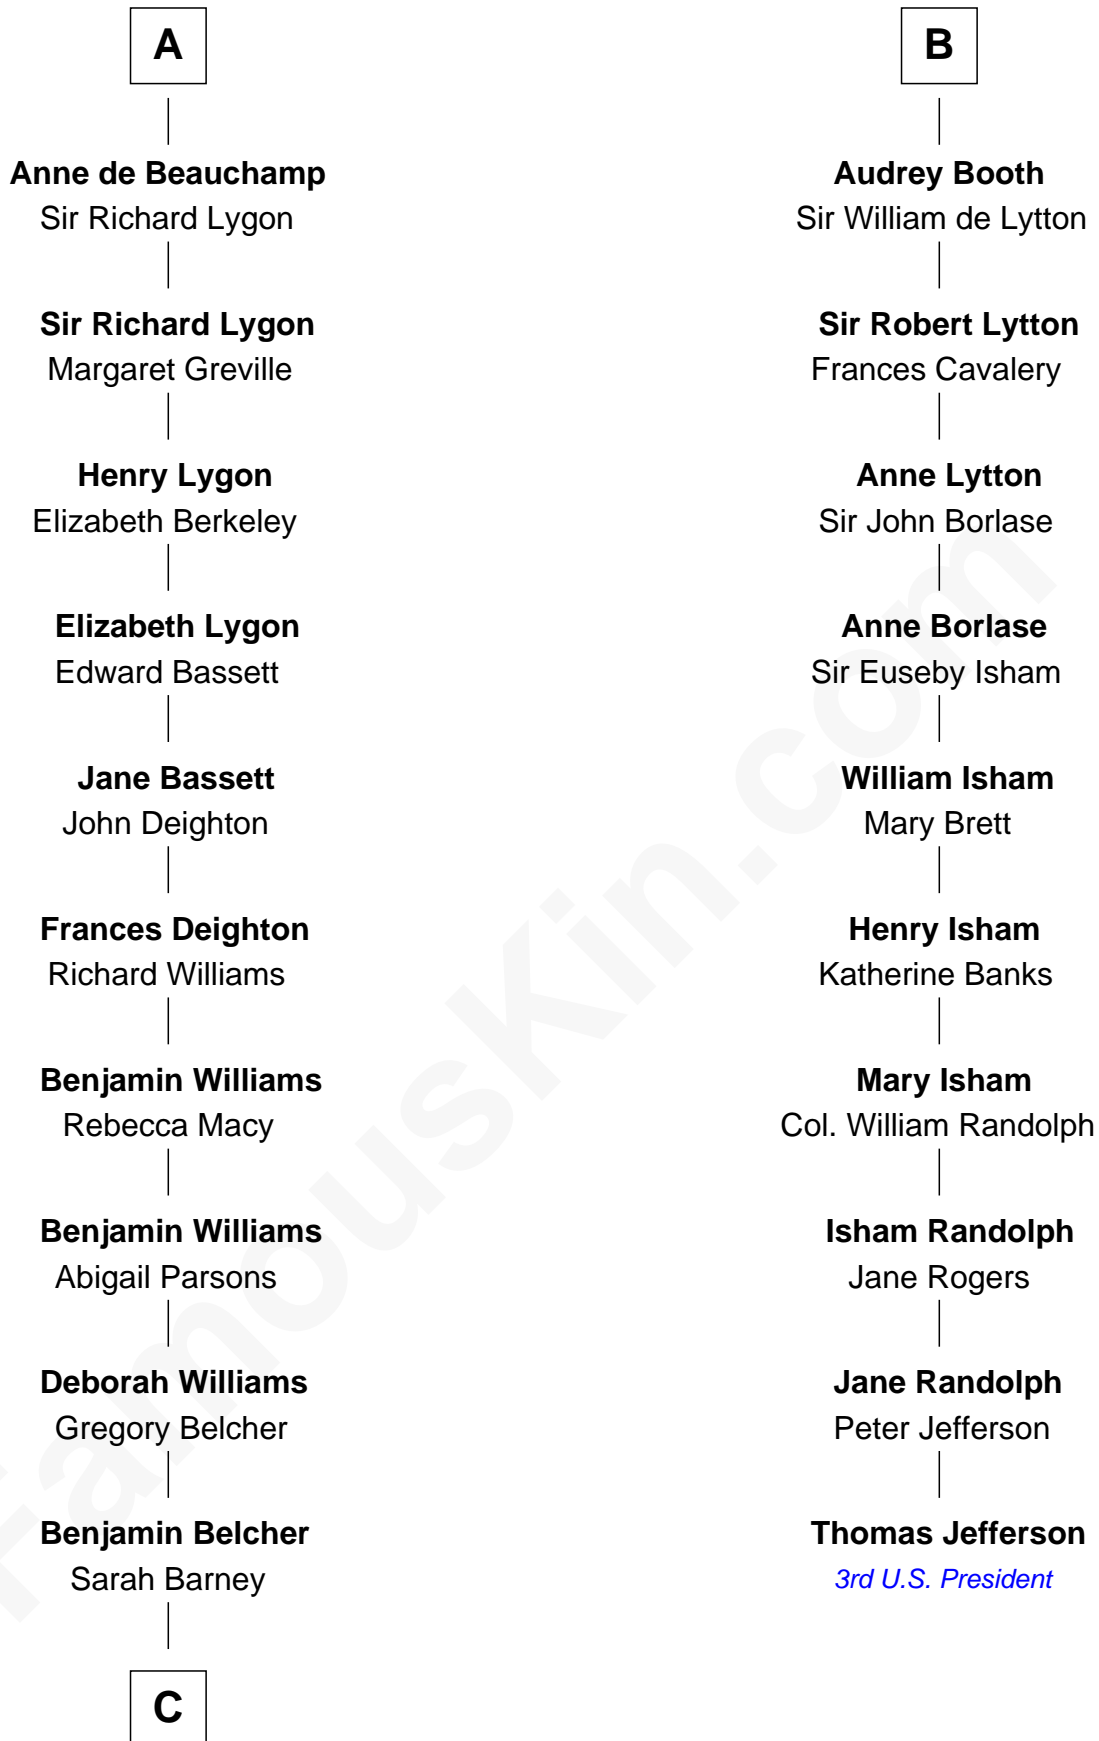 A
Anne de Beauchamp
Sir Richard Lygon
Sir Richard Lygon
Margaret Greville
Henry Lygon
Elizabeth Berkeley
Elizabeth Lygon
Edward Bassett
Jane Bassett
John Deighton
Frances Deighton
Richard Williams
Benjamin Williams
Rebecca Macy
Benjamin Williams
Abigail Parsons
Deborah Williams
Gregory Belcher
Benjamin Belcher
Sarah Barney
C
B
Audrey Booth
Sir William de Lytton
Sir Robert Lytton
Frances Cavalery
Anne Lytton
Sir John Borlase
Anne Borlase
Sir Euseby Isham
William Isham
Mary Brett
Henry Isham
Katherine Banks
Mary Isham
Col. William Randolph
Isham Randolph
Jane Rogers
Jane Randolph
Peter Jefferson
Thomas Jefferson
3rd U.S. President
FamousKin.com